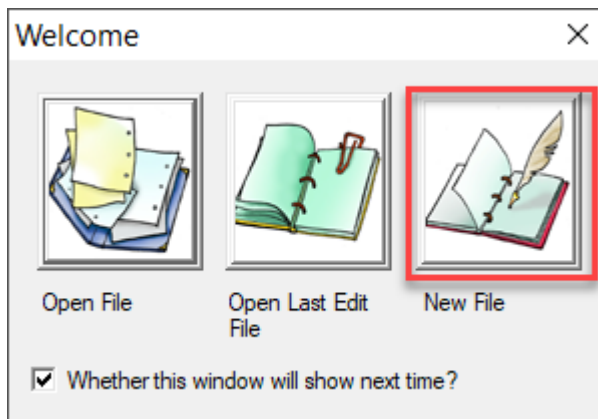 Welcome
Open File
Open Last Edit
File
New File
Whether this window will show next time?